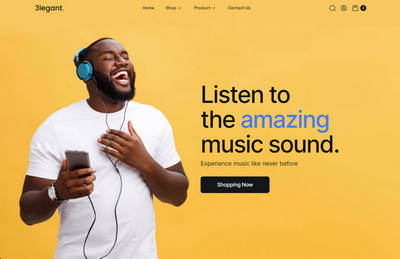 3legant.
Home Shop Product Contact Us
Listen to
the amazing
music sound.
Experience music like never before
Shopping Now